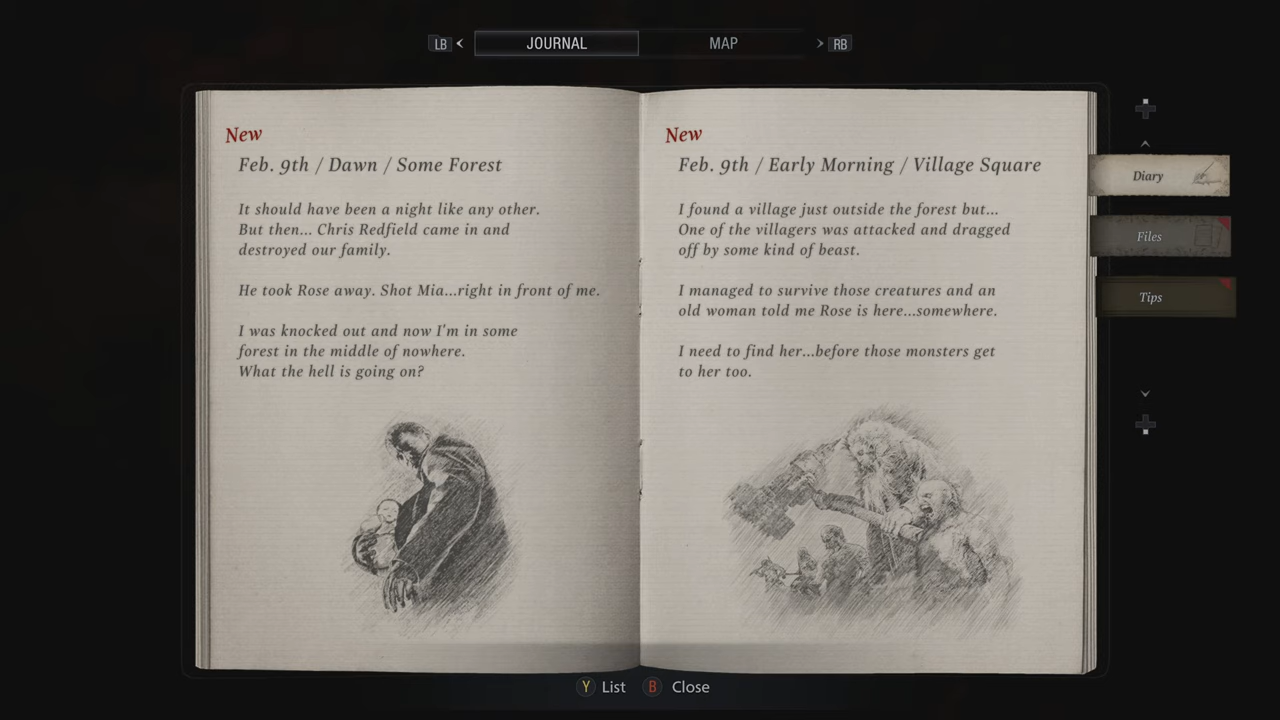 LB
JOURNAL
MAP
RB
New
Feb. 9th / Dawn / Some Forest
It should have been a night like any other.
But then... Chris Redfield came in and
destroyed our family.
He took Rose away. Shot Mia...right in front of me.
I was knocked out and now I'm in some
forest in the middle of nowhere.
What the hell is going on?
New
Feb. 9th / Early Morning / Village Square
I found a village just outside the forest but...
One of the villagers was attacked and dragged
off by some kind of beast.
I managed to survive those creatures and an
old woman told me Rose is here...somewhere.
I need to find her...before those monsters get
to her too.
Diary
Files
Tips
Y List B Close